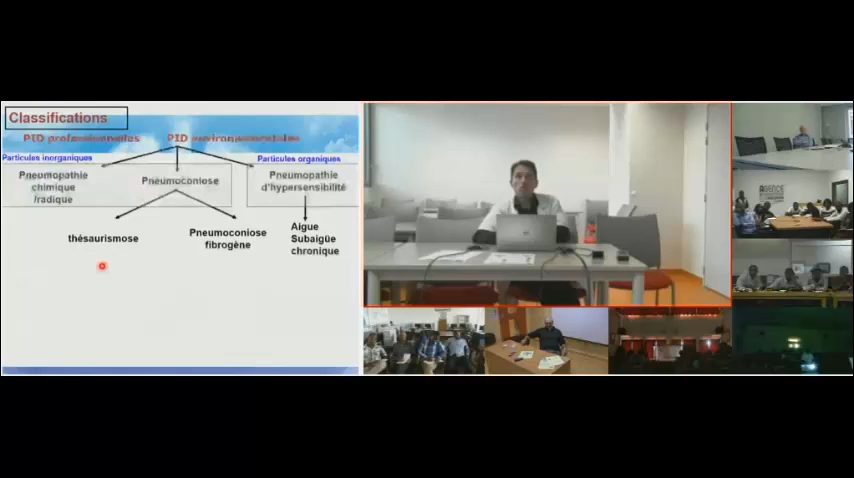 Classifications
PID professionnelles PID environnementales
Particules inorganiques Particules organiques
Pneumopathie
chimique
/radique
Pneumoconiose
Pneumopathie
d'hypersensibilité
thésaurismose
Pneumoconiose
fibrogène
Aigue
Subaigüe
chronique
AGENCE